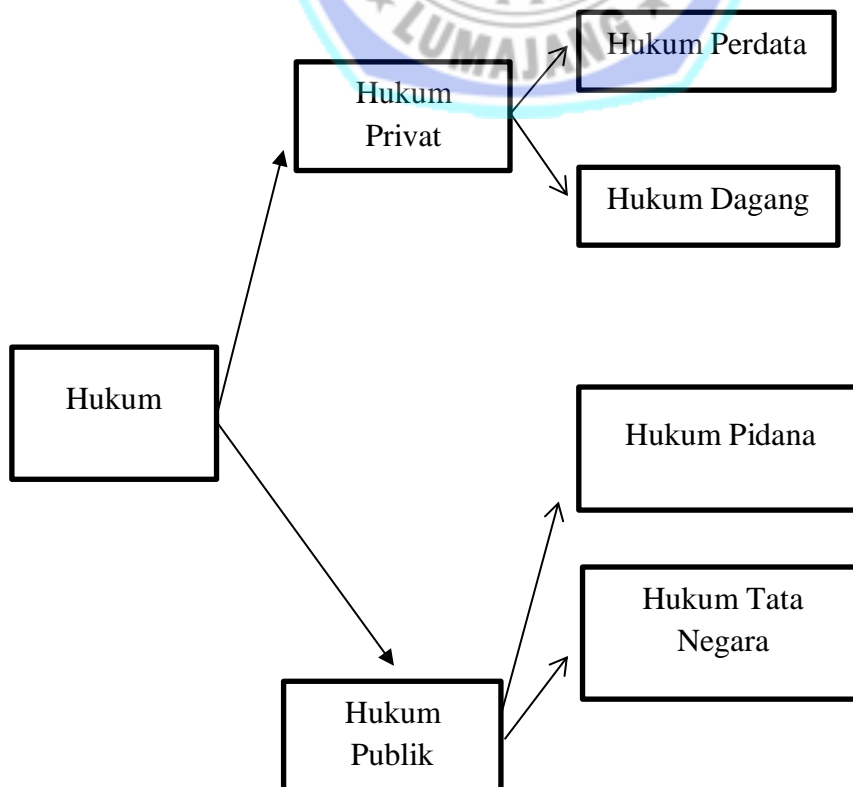 LUMAJANG
Hukum Perdata
Hukum
Privat
Hukum Dagang
Hukum
Hukum Pidana
Hukum Tata
Negara
Hukum
Publik